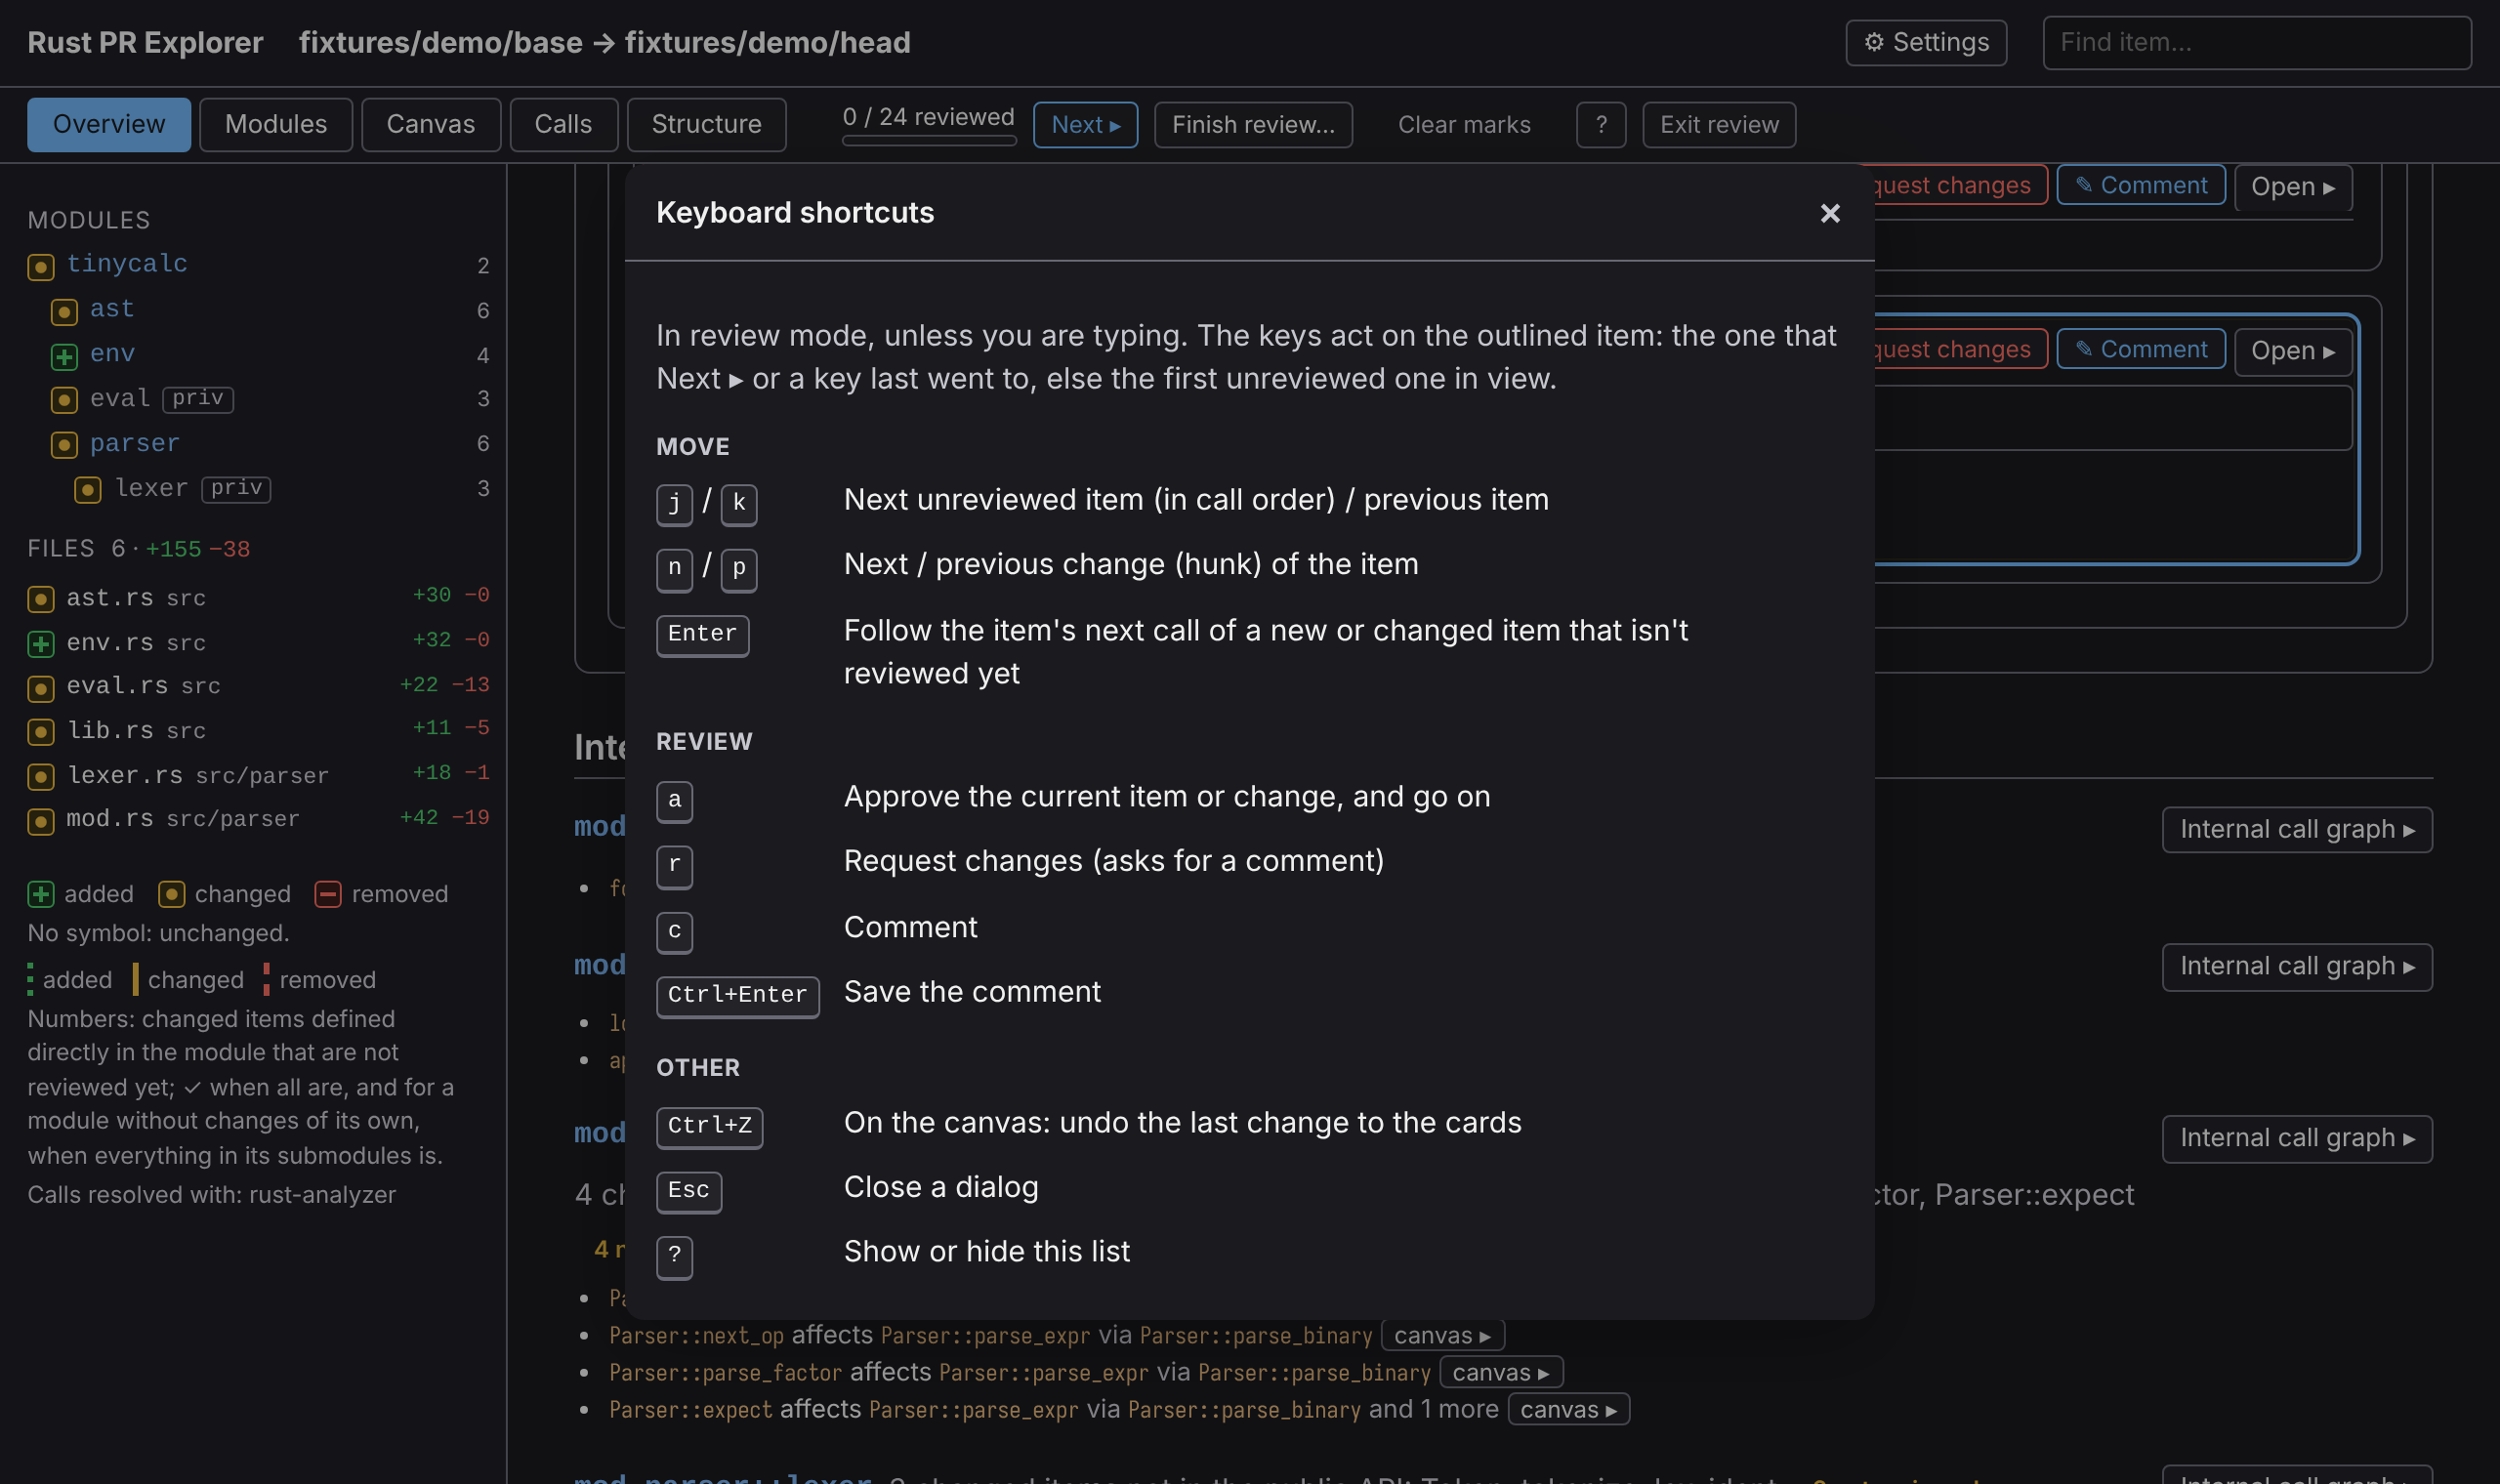 Rust PR Explorer fixtures/demo/base → fixtures/demo/head ⚙ Settings Find item...
Overview Modules Canvas Calls Structure 0 / 24 reviewed Next ▸ Finish review... Clear marks ? Exit review
MODULES
tinycalc 2
ast 6
env 4
eval priv 3
parser 6
lexer priv 3
FILES 6 · +155 −38
ast.rs src +30 −0
env.rs src +32 −0
eval.rs src +22 −13
lib.rs src +11 −5
lexer.rs src/parser +18 −1
mod.rs src/parser +42 −19
added changed removed
No symbol: unchanged.
added changed removed
Numbers: changed items defined
directly in the module that are not
reviewed yet; ✓ when all are, and for a
module without changes of its own,
when everything in its submodules is.
Calls resolved with: rust-analyzer
Keyboard shortcuts ×
In review mode, unless you are typing. The keys act on the outlined item: the one that
Next ▸ or a key last went to, else the first unreviewed one in view.
MOVE
j / k Next unreviewed item (in call order) / previous item
n / p Next / previous change (hunk) of the item
Enter Follow the item's next call of a new or changed item that isn't
reviewed yet
REVIEW
a Approve the current item or change, and go on
r Request changes (asks for a comment)
c Comment
Ctrl+Enter Save the comment
OTHER
Ctrl+Z On the canvas: undo the last change to the cards
Esc Close a dialog
? Show or hide this list
changes ✎ Comment Open ▸
changes ✎ Comment Open ▸
mod Internal call graph ▸
mod Internal call graph ▸
mod Internal call graph ▸
4 Parser::expect
4
Parser::next_op affects Parser::parse_expr via Parser::parse_binary canvas ▸
Parser::parse_factor affects Parser::parse_expr via Parser::parse_binary canvas ▸
Parser::expect affects Parser::parse_expr via Parser::parse_binary and 1 more canvas ▸